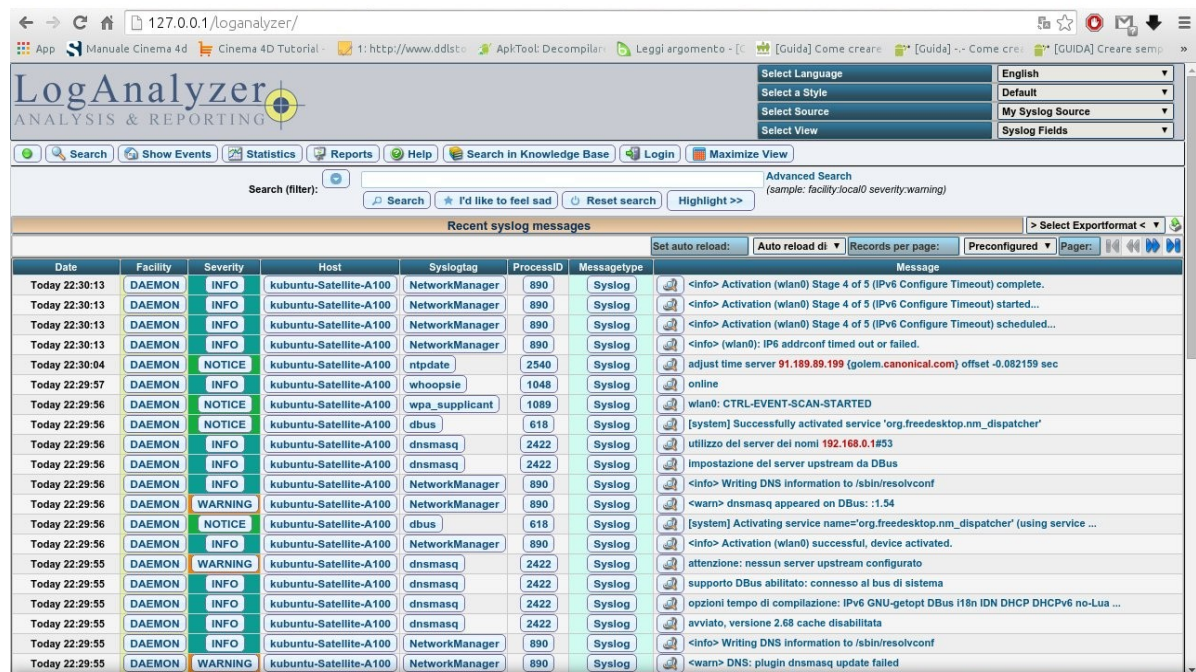 127.0.0.1/loganalyzer/
App Manuale Cinema 4d Cinema 4D Tutorial - 1: http://www.ddlsto ApkTool: Decompilar Leggi argomento - [C [Guida] Come creare [Guida] -.- Come crea [GUIDA] Creare semp »
LogAnalyzer
ANALYSIS & REPORTING
Select Language English
Select a Style Default
Select Source My Syslog Source
Select View Syslog Fields
Search Show Events Statistics Reports Help Search in Knowledge Base Login Maximize View
Search (filter): Advanced Search
(sample: facility:local0 severity:warning)
Search I'd like to feel sad Reset search Highlight >>
Recent syslog messages > Select Exportformat <
Set auto reload: Auto reload di Records per page: Preconfigured Pager:
Date Facility Severity Host Syslogtag ProcessID Messagetype Message
Today 22:30:13 DAEMON INFO kubuntu-Satellite-A100 NetworkManager 890 Syslog <info> Activation (wlan0) Stage 4 of 5 (IPv6 Configure Timeout) complete.
Today 22:30:13 DAEMON INFO kubuntu-Satellite-A100 NetworkManager 890 Syslog <info> Activation (wlan0) Stage 4 of 5 (IPv6 Configure Timeout) started...
Today 22:30:13 DAEMON INFO kubuntu-Satellite-A100 NetworkManager 890 Syslog <info> Activation (wlan0) Stage 4 of 5 (IPv6 Configure Timeout) scheduled...
Today 22:30:13 DAEMON INFO kubuntu-Satellite-A100 NetworkManager 890 Syslog <info> (wlan0): IP6 addrconf timed out or failed.
Today 22:30:04 DAEMON NOTICE kubuntu-Satellite-A100 ntpdate 2540 Syslog adjust time server 91.189.89.199 {golem.canonical.com} offset -0.082159 sec
Today 22:29:57 DAEMON INFO kubuntu-Satellite-A100 whoopsie 1048 Syslog online
Today 22:29:56 DAEMON NOTICE kubuntu-Satellite-A100 wpa_supplicant 1089 Syslog wlan0: CTRL-EVENT-SCAN-STARTED
Today 22:29:56 DAEMON NOTICE kubuntu-Satellite-A100 dbus 618 Syslog [system] Successfully activated service 'org.freedesktop.nm_dispatcher'
Today 22:29:56 DAEMON INFO kubuntu-Satellite-A100 dnsmasq 2422 Syslog utilizzo del server dei nomi 192.168.0.1#53
Today 22:29:56 DAEMON INFO kubuntu-Satellite-A100 dnsmasq 2422 Syslog impostazione del server upstream da DBus
Today 22:29:56 DAEMON INFO kubuntu-Satellite-A100 NetworkManager 890 Syslog <info> Writing DNS information to /sbin/resolvconf
Today 22:29:56 DAEMON WARNING kubuntu-Satellite-A100 NetworkManager 890 Syslog <warn> dnsmasq appeared on DBus: :1.54
Today 22:29:56 DAEMON NOTICE kubuntu-Satellite-A100 dbus 618 Syslog [system] Activating service name='org.freedesktop.nm_dispatcher' (using service ...
Today 22:29:56 DAEMON INFO kubuntu-Satellite-A100 NetworkManager 890 Syslog <info> Activation (wlan0) successful, device activated.
Today 22:29:55 DAEMON WARNING kubuntu-Satellite-A100 dnsmasq 2422 Syslog attenzione: nessun server upstream configurato
Today 22:29:55 DAEMON INFO kubuntu-Satellite-A100 dnsmasq 2422 Syslog supporto DBus abilitato: connesso al bus di sistema
Today 22:29:55 DAEMON INFO kubuntu-Satellite-A100 dnsmasq 2422 Syslog opzioni tempo di compilazione: IPv6 GNU-getopt DBus i18n IDN DHCP DHCPv6 no-Lua ...
Today 22:29:55 DAEMON INFO kubuntu-Satellite-A100 dnsmasq 2422 Syslog avviato, versione 2.68 cache disabilitata
Today 22:29:55 DAEMON INFO kubuntu-Satellite-A100 NetworkManager 890 Syslog <info> Writing DNS information to /sbin/resolvconf
Today 22:29:55 DAEMON WARNING kubuntu-Satellite-A100 NetworkManager 890 Syslog <warn> DNS: plugin dnsmasq update failed